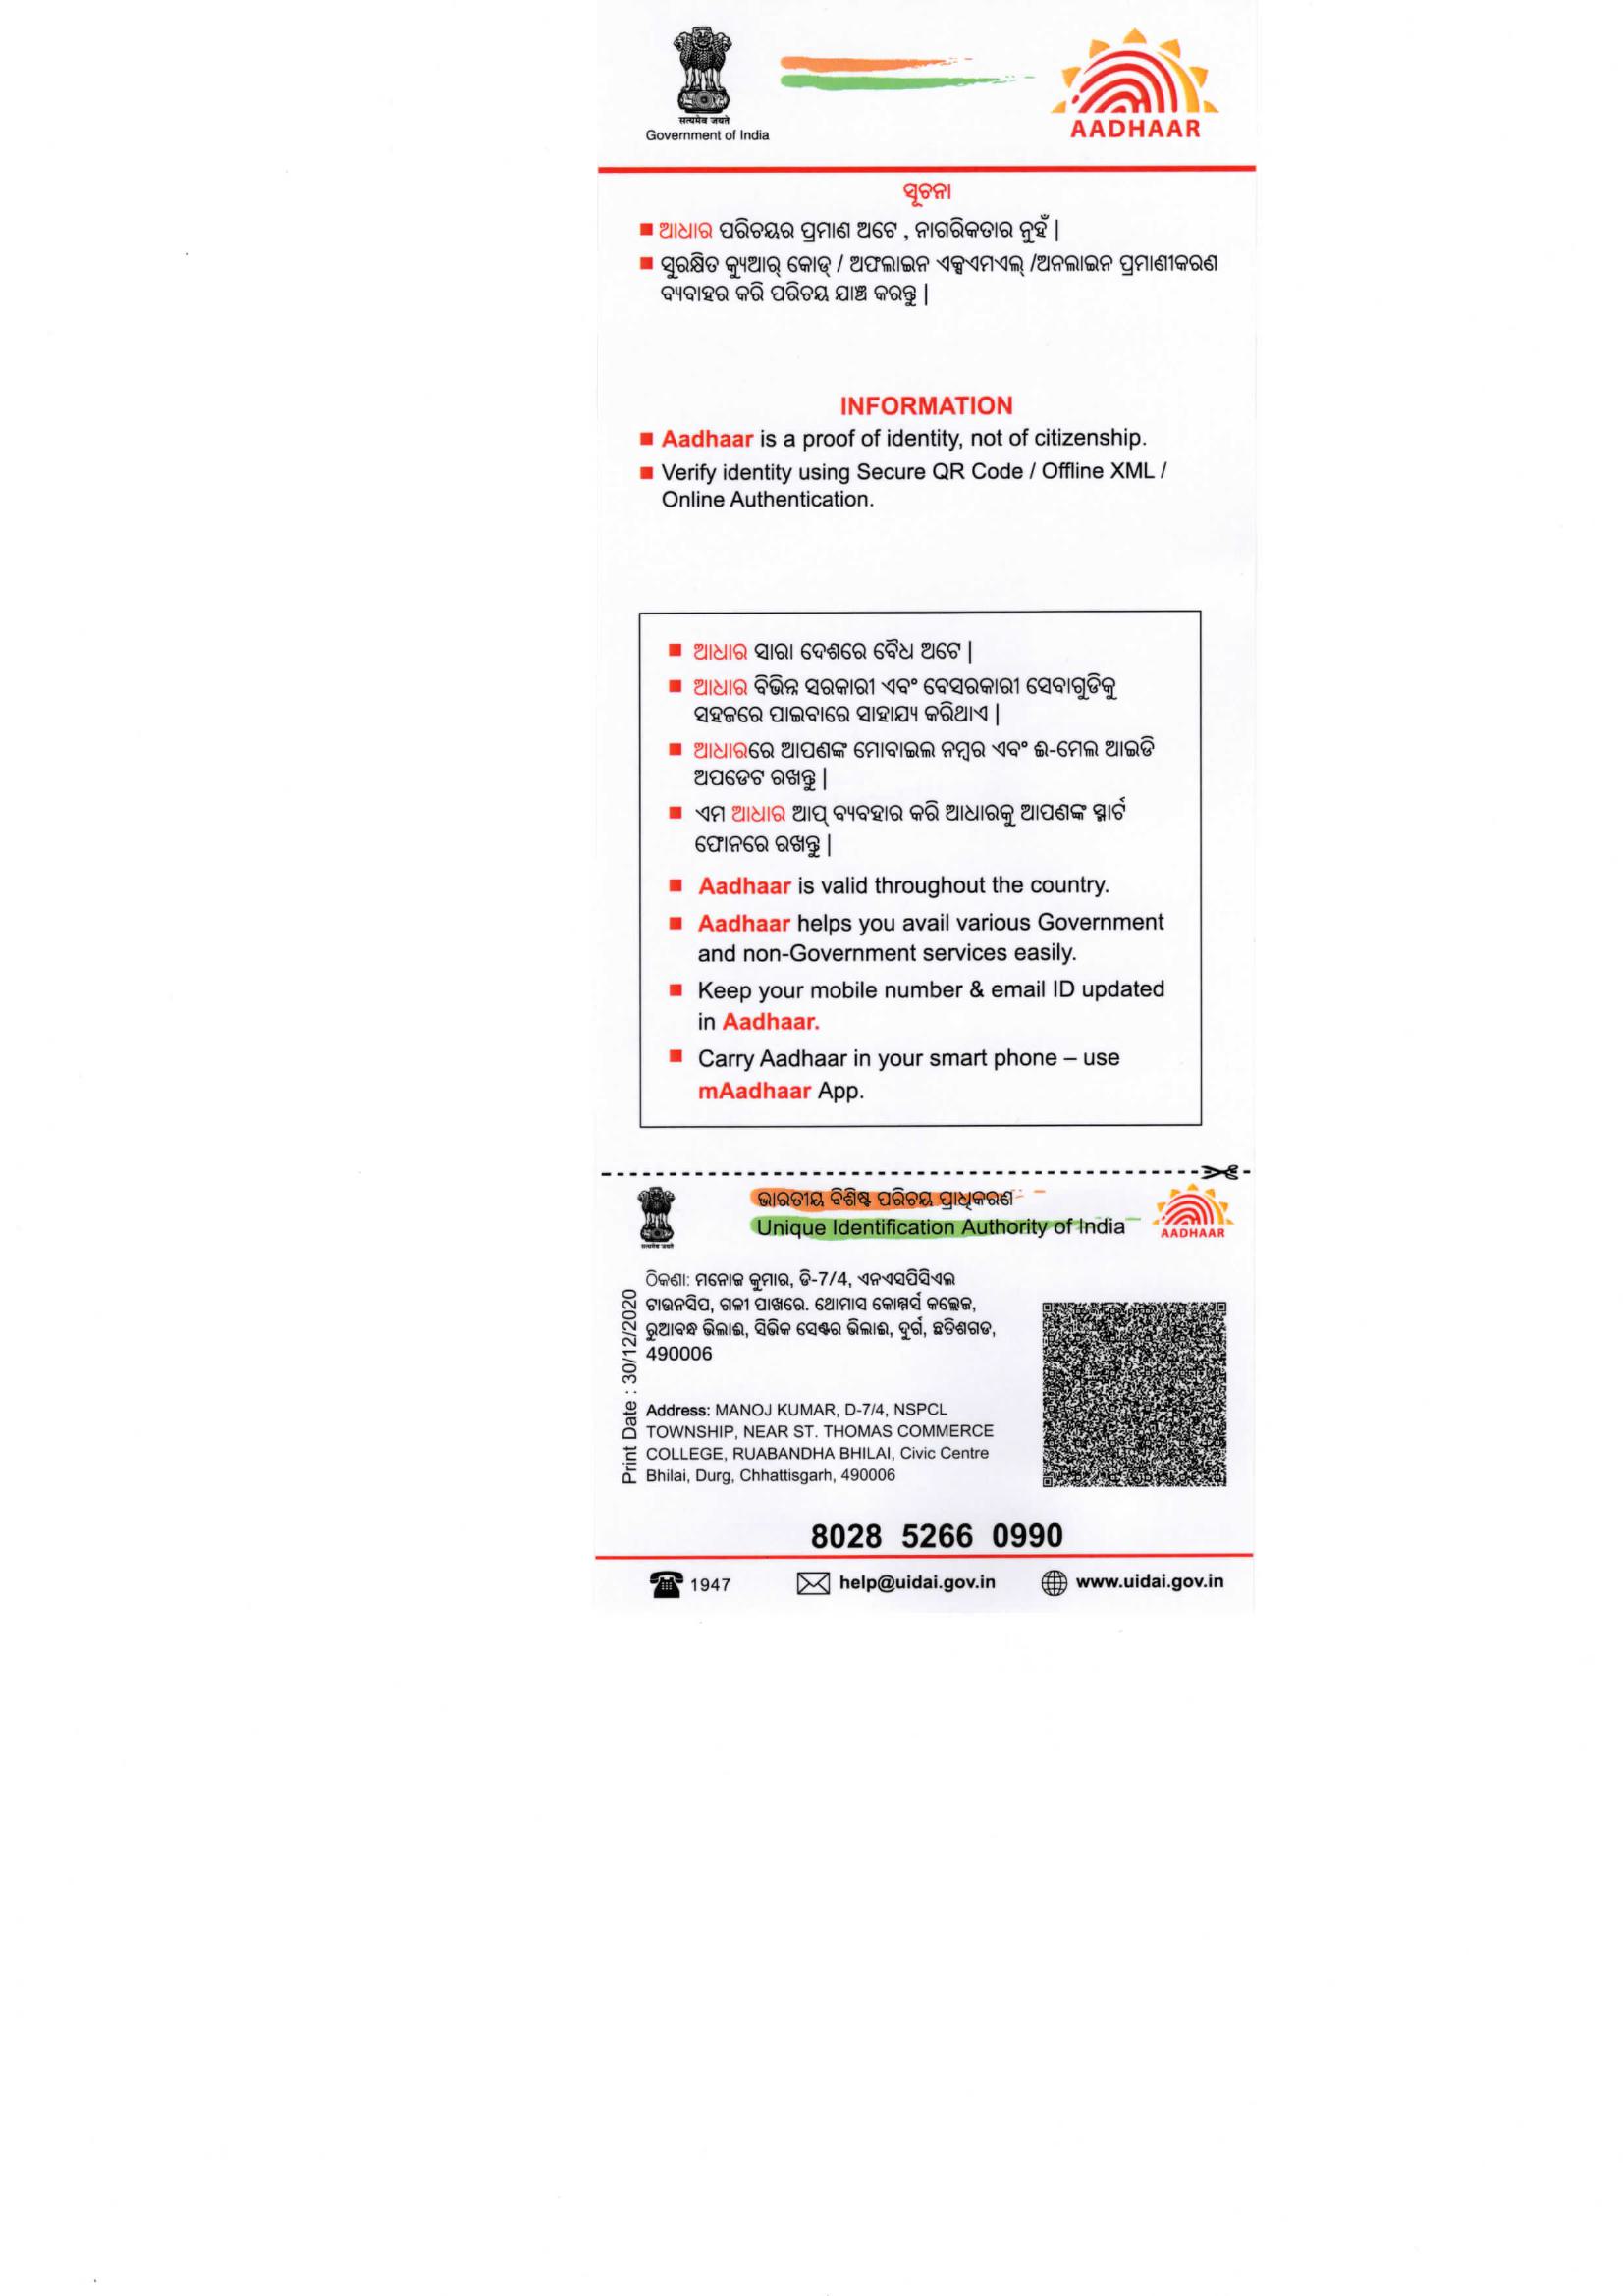 सत्यमेव जयते
Government of India
AADHAAR
ସୂଚନା
ଆଧାର ପରିଚୟର ପ୍ରମାଣ ଅଟେ , ନାଗରିକତାର ନୁହେଁ |
ସୁରକ୍ଷିତ କ୍ୟୁଆର୍ କୋଡ୍ / ଅଫଲାଇନ ଏକ୍ସଏମଏଲ୍ /ଅନଲାଇନ ପ୍ରମାଣୀକରଣ
ବ୍ୟବାହର କରି ପରିଚୟ ଯାଞ୍ଚ କରନ୍ତୁ |
INFORMATION
Aadhaar is a proof of identity, not of citizenship.
Verify identity using Secure QR Code / Offline XML /
Online Authentication.
ଆଧାର ସାରା ଦେଶରେ ବୈଧ ଅଟେ |
ଆଧାର ବିଭିନ୍ନ ସରକାରୀ ଏବଂ ବେସରକାରୀ ସେବାଗୁଡିକୁ
ସହଜରେ ପାଇବାରେ ସାହାଯ୍ୟ କରିଥାଏ |
ଆଧାରରେ ଆପଣଙ୍କ ମୋବାଇଲ ନମ୍ବର ଏବଂ ଈ-ମେଲ ଆଇଡି
ଅପଡେଟ ରଖନ୍ତୁ |
ଏମ ଆଧାର ଆପ୍ ବ୍ୟବହାର କରି ଆଧାରକୁ ଆପଣଙ୍କ ସ୍ମାର୍ଟ
ଫୋନରେ ରଖନ୍ତୁ |
Aadhaar is valid throughout the country.
Aadhaar helps you avail various Government
and non-Government services easily.
Keep your mobile number & email ID updated
in Aadhaar.
Carry Aadhaar in your smart phone – use
mAadhaar App.
ଭାରତୀୟ ବିଶିଷ୍ଟ ପରିଚୟ ପ୍ରାଧିକରଣ
Unique Identification Authority of India
सत्यमेव जयते
AADHAAR
ଠିକଣା: ମନୋଜ କୁମାର, ଡି-7/4, ଏନଏସପିସିଏଲ
ଟାଉନସିପ, ଗଳୀ ପାଖରେ. ଥୋମାସ କୋମ୍ମର୍ସ କଲ୍ଲେଜ,
ରୁଆବନ୍ଧ ଭିଲାଈ, ସିଭିକ ସେଣ୍ଟର ଭିଲାଈ, ଦୁର୍ଗ, ଛତିଶଗଡ,
490006
Print Date : 30/12/2020
Address: MANOJ KUMAR, D-7/4, NSPCL
TOWNSHIP, NEAR ST. THOMAS COMMERCE
COLLEGE, RUABANDHA BHILAI, Civic Centre
Bhilai, Durg, Chhattisgarh, 490006
8028 5266 0990
1947
help@uidai.gov.in
www.uidai.gov.in